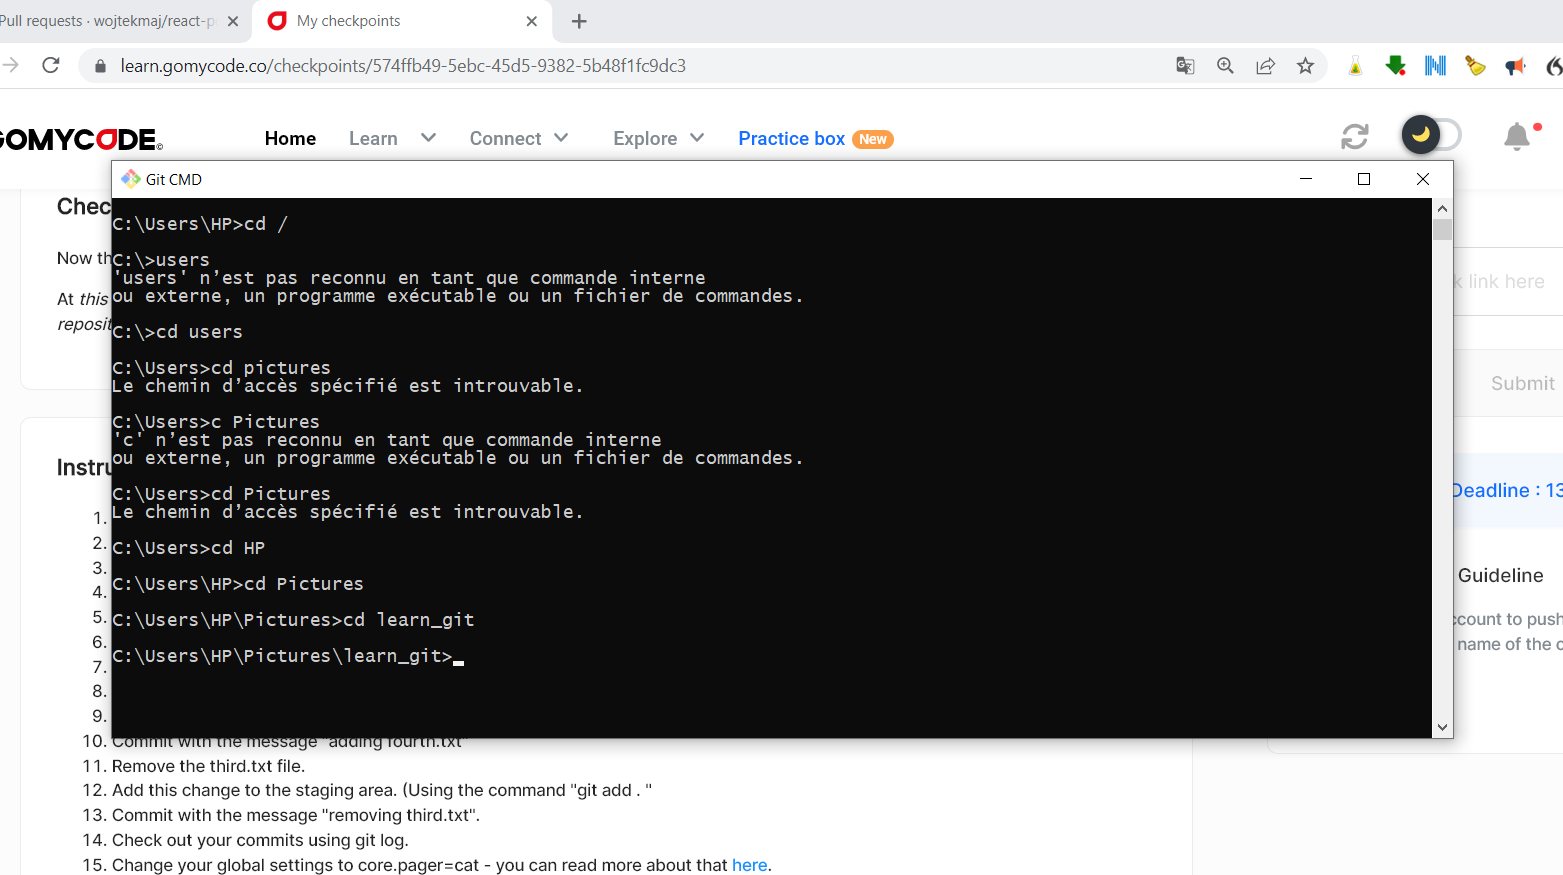 Pull requests · wojtekmaj/react-p
My checkpoints
learn.gomycode.co/checkpoints/574ffb49-5ebc-45d5-9382-5b48f1fc9dc3
GOMYCODE
Home
Learn
Connect
Explore
Practice box
New
Git CMD
C:\Users\HP>cd /
C:\>users
'users' n’est pas reconnu en tant que commande interne
ou externe, un programme exécutable ou un fichier de commandes.
C:\>cd users
C:\Users>cd pictures
Le chemin d’accès spécifié est introuvable.
C:\Users>c Pictures
'c' n’est pas reconnu en tant que commande interne
ou externe, un programme exécutable ou un fichier de commandes.
C:\Users>cd Pictures
Le chemin d’accès spécifié est introuvable.
C:\Users>cd HP
C:\Users\HP>cd Pictures
C:\Users\HP\Pictures>cd learn_git
C:\Users\HP\Pictures\learn_git>
Chec
Now th
At this
reposit
Instru
1.
2.
3.
4.
5.
6.
7.
8.
9.
10. Commit with the message "adding fourth.txt"
11. Remove the third.txt file.
12. Add this change to the staging area. (Using the command "git add . "
13. Commit with the message "removing third.txt".
14. Check out your commits using git log.
15. Change your global settings to core.pager=cat - you can read more about that here.
k link here
Submit
Deadline : 13
Guideline
ccount to push
name of the c